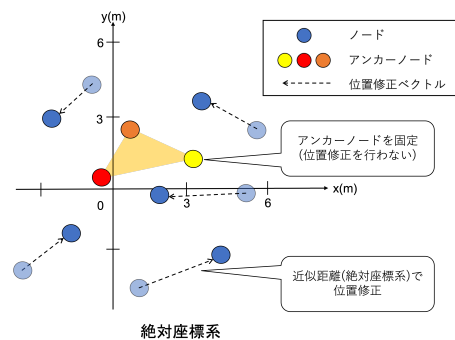 y(m)
6
3
0
3
6
x(m)
ノード
アンカーノード
位置修正ベクトル
アンカーノードを固定
(位置修正を行わない)
近似距離(絶対座標系)で
位置修正
絶対座標系